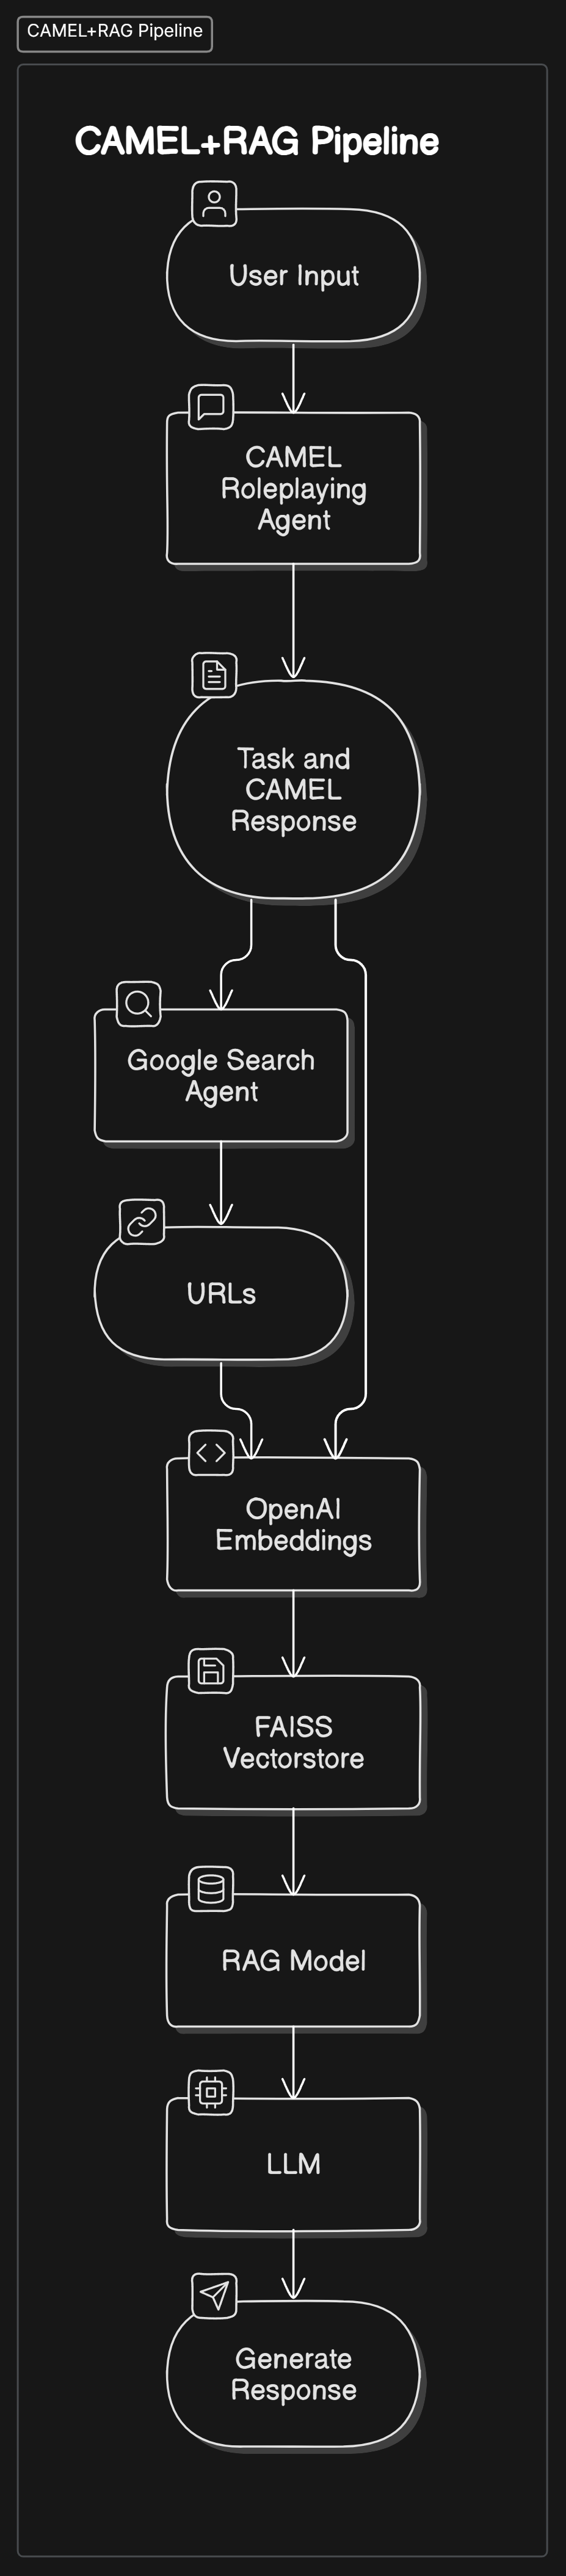 CAMEL+RAG Pipeline
CAMEL+RAG Pipeline
User Input
CAMEL
Roleplaying
Agent
Task and
CAMEL
Response
Google Search
Agent
URLs
OpenAI
Embeddings
FAISS
Vectorstore
RAG Model
LLM
Generate
Response